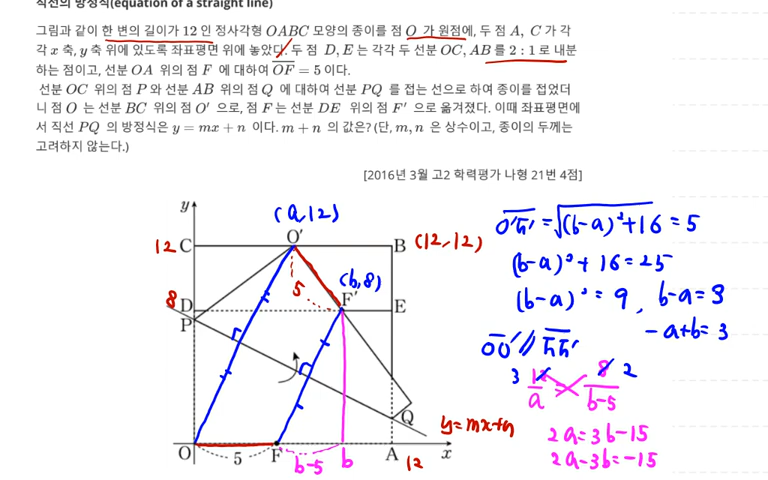 직선의 방정식(equation of a straight line)
그림과 같이 한 변의 길이가 12인 정사각형 OABC 모양의 종이를 점 O 가 원점에, 두 점 A, C가 각
각 x 축, y 축 위에 있도록 좌표평면 위에 놓았다. 두 점 D, E는 각각 두 선분 OC, AB를 2 : 1로 내분
하는 점이고, 선분 OA 위의 점 F 에 대하여 OF = 5 이다.
선분 OC 위의 점 P와 선분 AB 위의 점 Q 에 대하여 선분 PQ 를 접는 선으로 하여 종이를 접었더
니 점 O 는 선분 BC 위의 점 O′ 으로, 점 F 는 선분 DE 위의 점 F′ 으로 옮겨졌다. 이때 좌표평면에
서 직선 PQ 의 방정식은 y = mx + n 이다. m + n 의 값은? (단, m, n 은 상수이고, 종이의 두께는
고려하지 않는다.)
[2016년 3월 고2 학력평가 나형 21번 4점]
y
(a,12)
12 C
O′
B (12,12)
(b,8)
5
8 D
F′
E
P
Q
y=mx+n
O
5
F
b-5
b
A 12
x
O′F′ = √(b-a)²+16 = 5
(b-a)²+16=25
(b-a)²=9, b-a=3
-a+b=3
OO′ // FF′
3 12/a = 8/b-5 2
2a=3b-15
2a-3b=-15